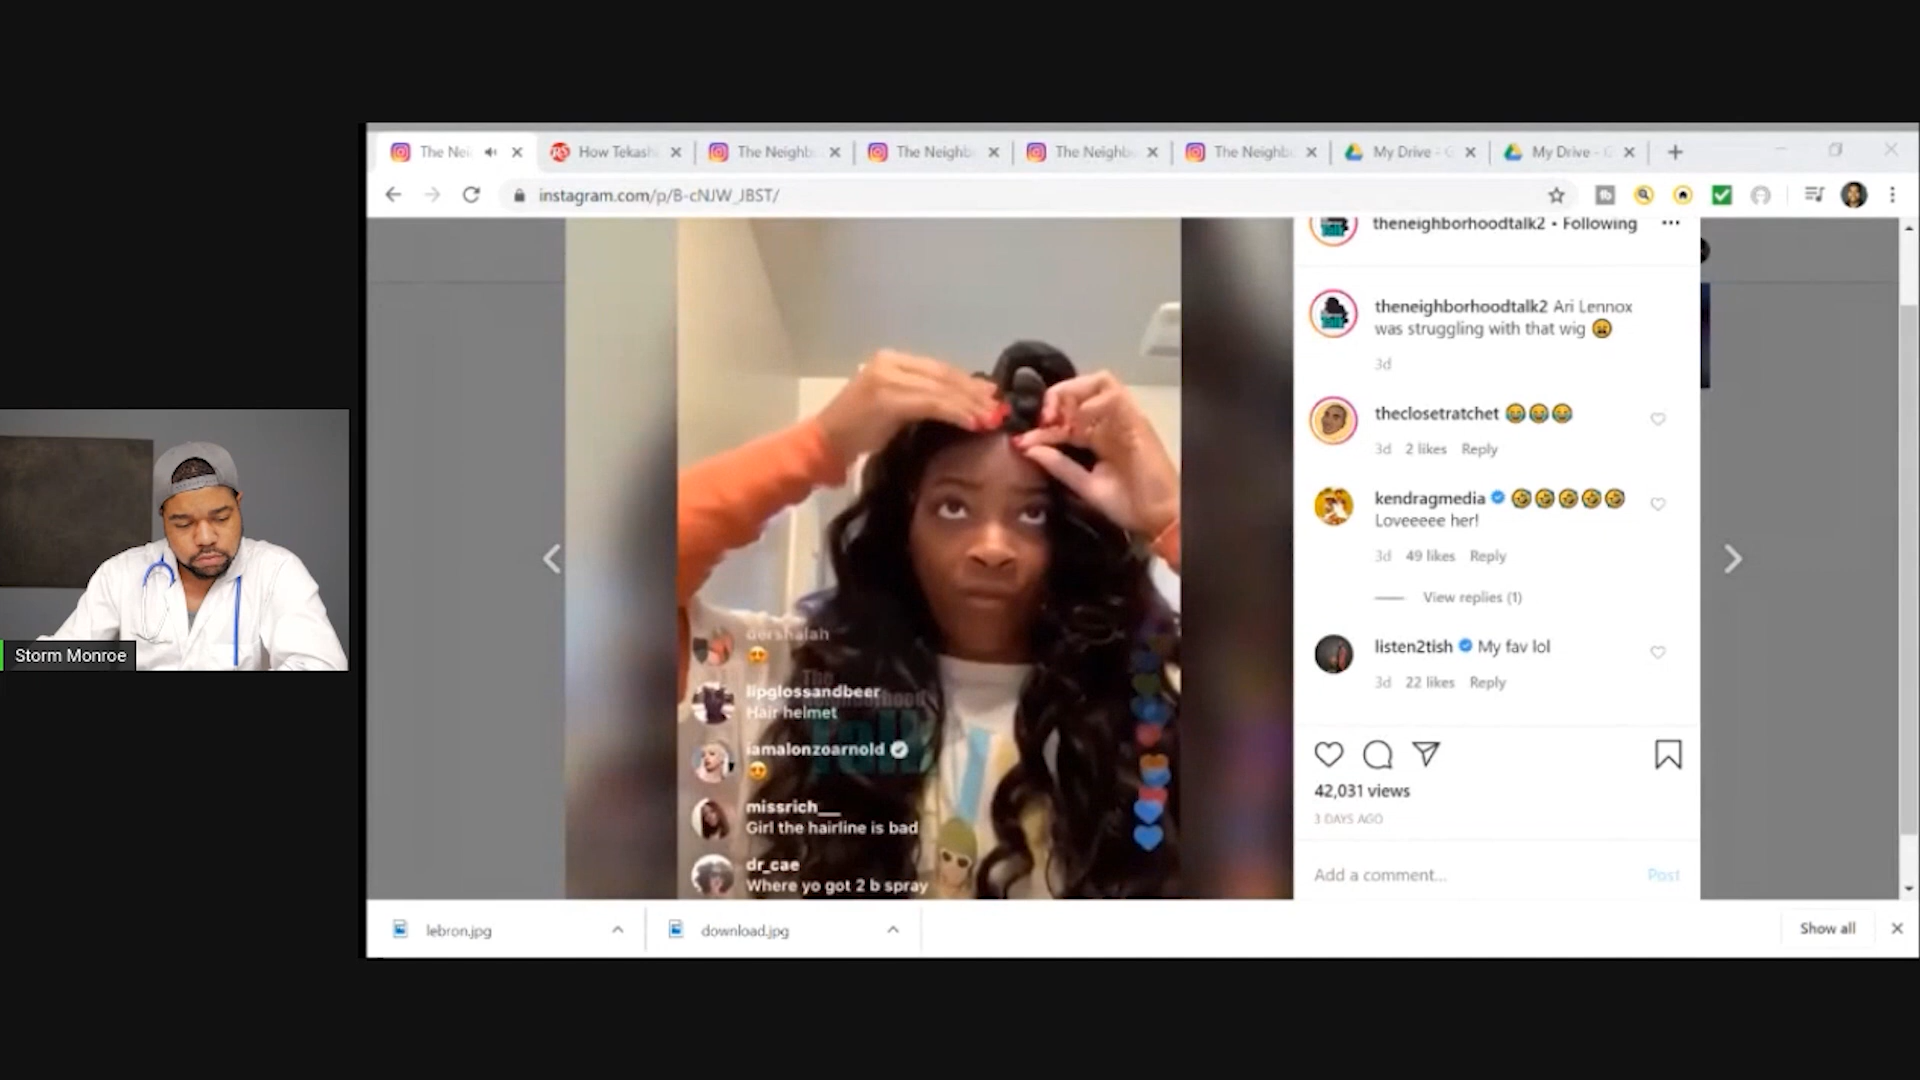 The Nei
How Tekash
The Neighb
The Neighb
The Neighb
The Neighb
My Drive - G
My Drive - G
instagram.com/p/B-cNJW_JBST/
theneighborhoodtalk2 • Following
theneighborhoodtalk2 Ari Lennox
was struggling with that wig 😩
3d
theclosetratchet 😂😂😂
3d 2 likes Reply
kendragmedia 🤣🤣🤣🤣🤣
Loveeeee her!
3d 49 likes Reply
View replies (1)
listen2tish My fav lol
3d 22 likes Reply
42,031 views
3 DAYS AGO
Add a comment...
Post
dershalah
😍
lipglossandbeer
Hair helmet
iamalonzoarnold
😍
missrich__
Girl the hairline is bad
dr_cae
Where yo got 2 b spray
The
Neighborhood
Talk
Storm Monroe
lebron.jpg
download.jpg
Show all